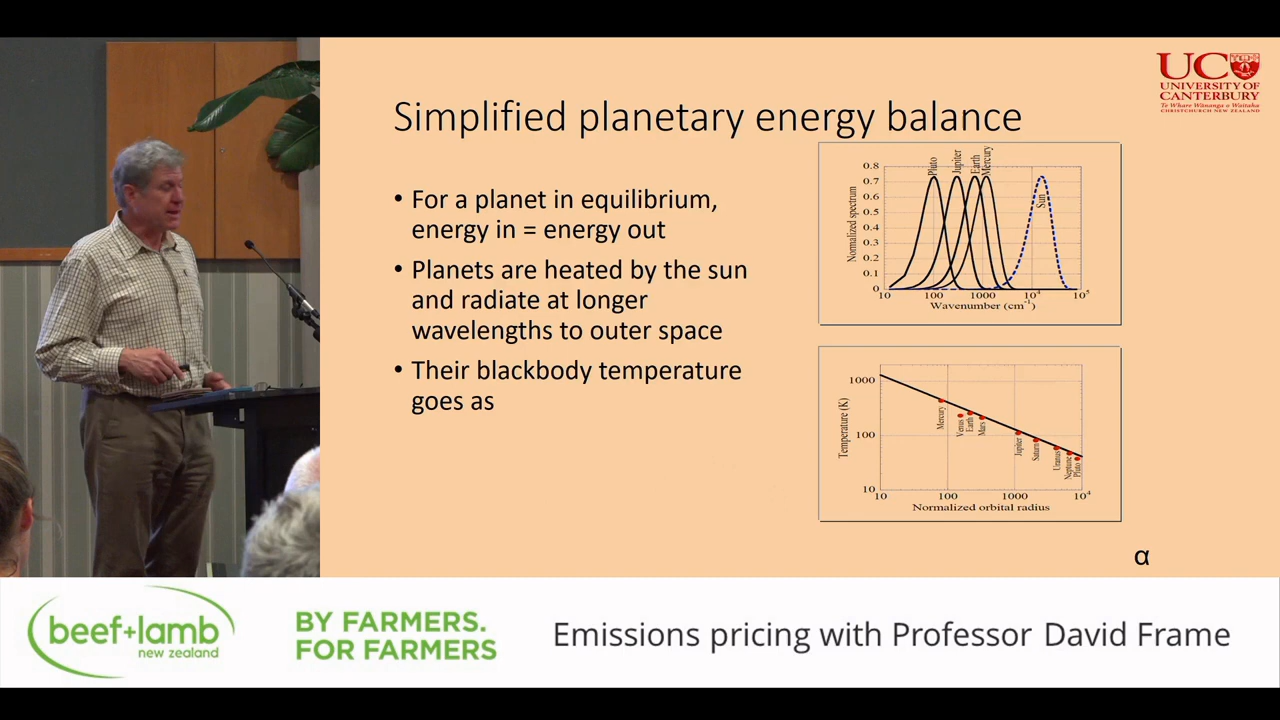 UC
UNIVERSITY OF
CANTERBURY
Te Whare Wānanga o Waitaha
CHRISTCHURCH NEW ZEALAND
Simplified planetary energy balance
• For a planet in equilibrium,
energy in = energy out
• Planets are heated by the sun
and radiate at longer
wavelengths to outer space
• Their blackbody temperature
goes as
Pluto
Jupiter
Earth
Mercury
Sun
Normalized spectrum
0.8
0.7
0.6
0.5
0.4
0.3
0.2
0.1
0
10 100 1000 10⁴ 10⁵
Wavenumber (cm⁻¹)
Temperature (K)
1000
100
10
Mercury
Venus
Earth
Mars
Jupiter
Saturn
Uranus
Neptune
Pluto
10 100 1000 10⁴
Normalized orbital radius
α
beef+lamb
new zealand
BY FARMERS.
FOR FARMERS
Emissions pricing with Professor David Frame